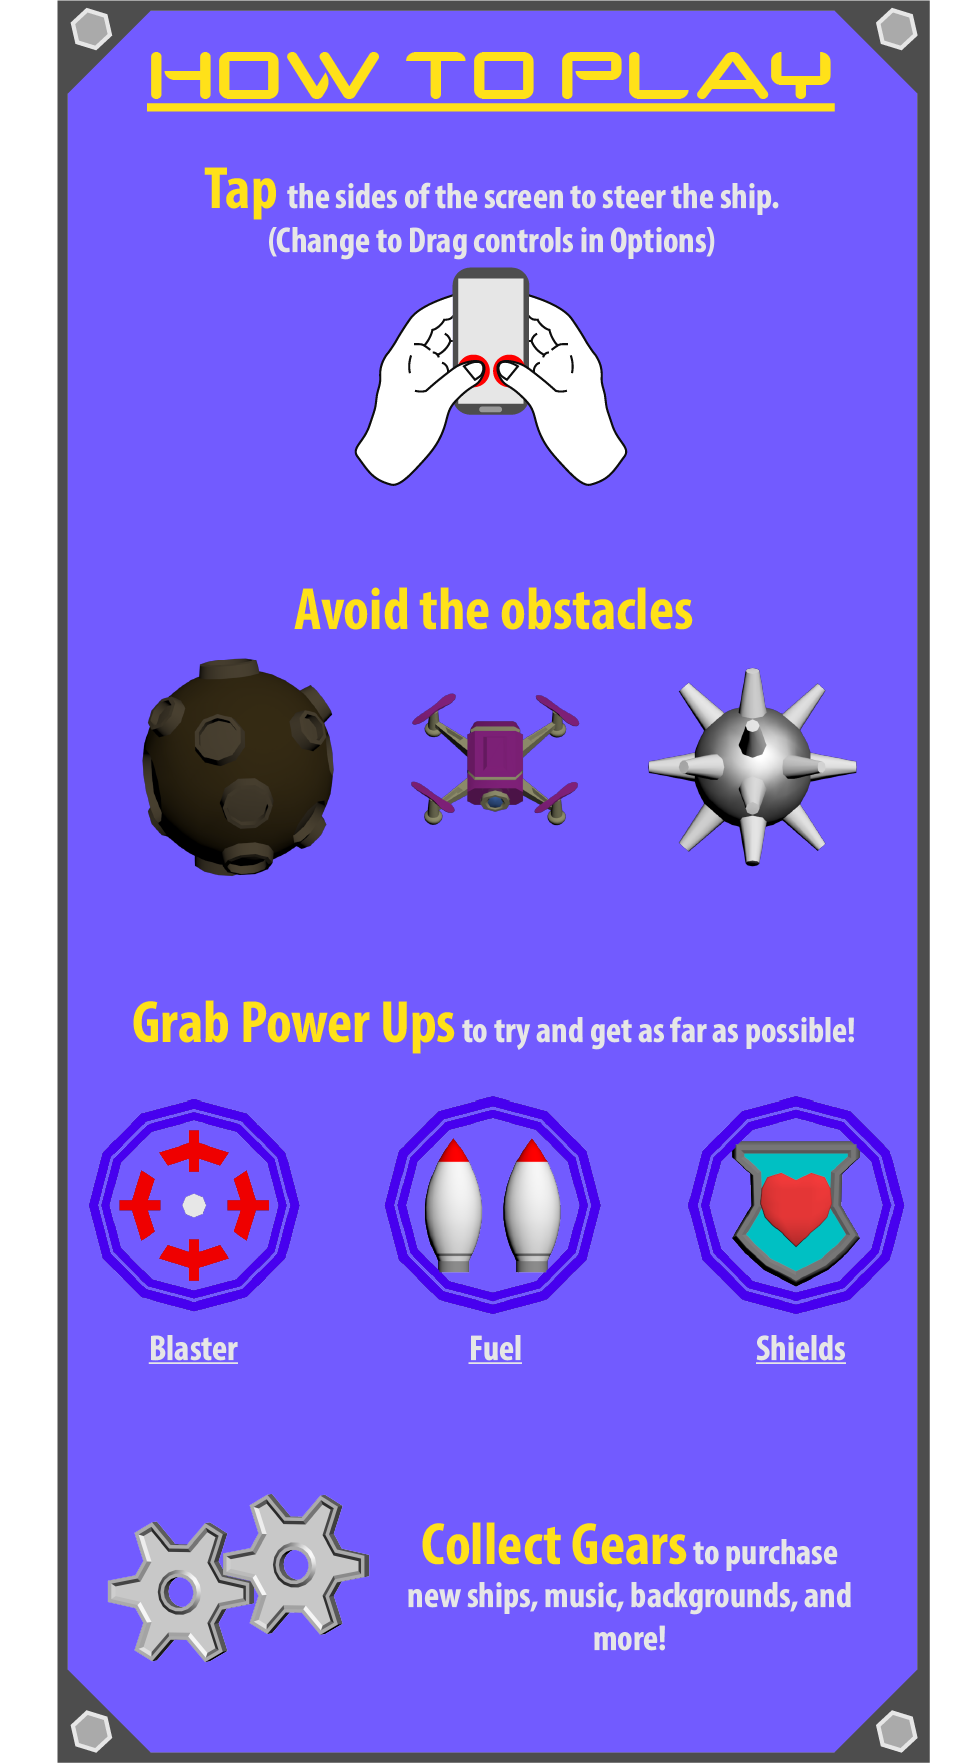 HOW TO PLAY
Tap the sides of the screen to steer the ship.
(Change to Drag controls in Options)
Avoid the obstacles
Grab Power Ups to try and get as far as possible!
Blaster Fuel Shields
Collect Gears to purchase
new ships, music, backgrounds, and
more!